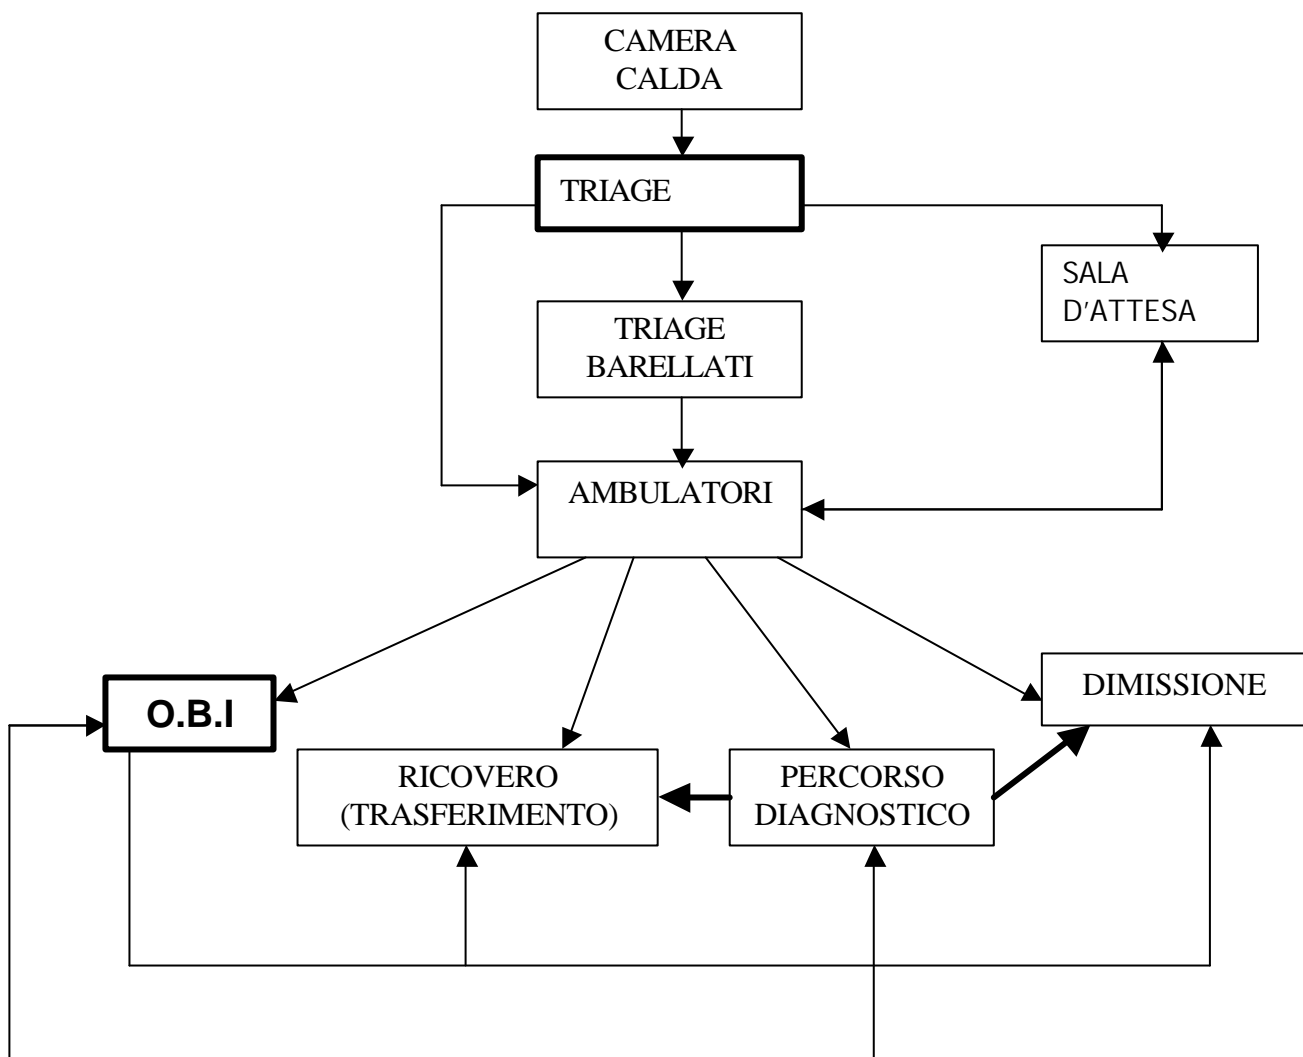 CAMERA
CALDA
TRIAGE
SALA
D'ATTESA
TRIAGE
BARELLATI
AMBULATORI
O.B.I
DIMISSIONE
RICOVERO
(TRASFERIMENTO)
PERCORSO
DIAGNOSTICO